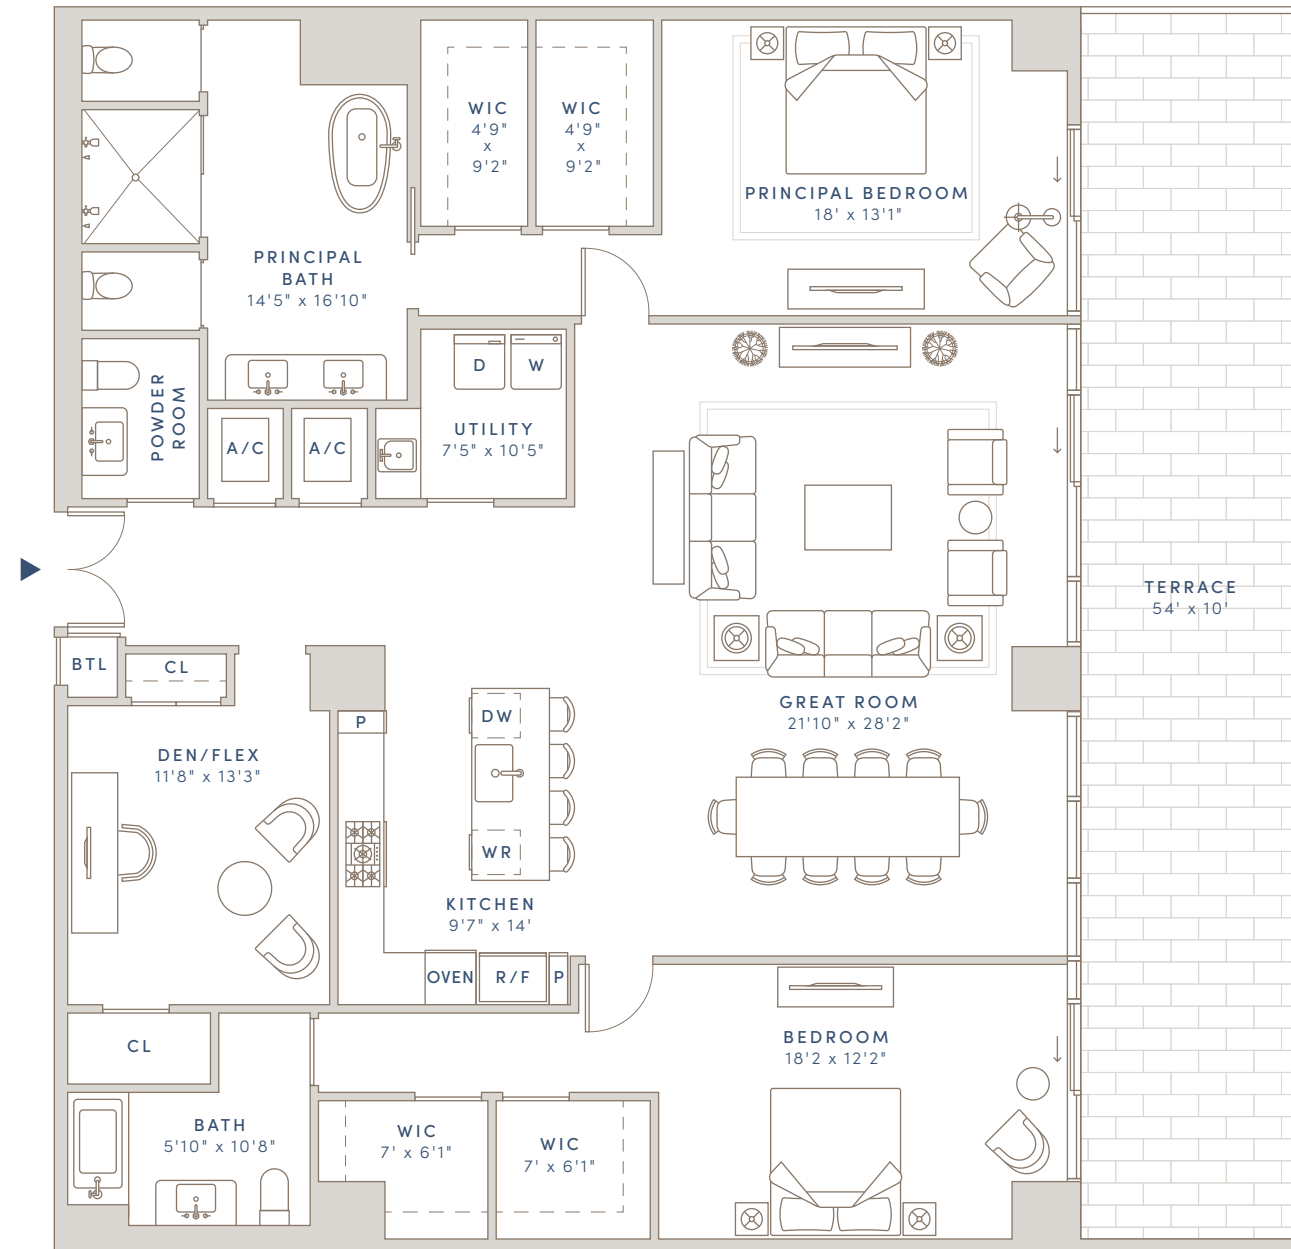 WIC
4'9"
x
9'2"
WIC
4'9"
x
9'2"
PRINCIPAL BEDROOM
18' x 13'1"
PRINCIPAL
BATH
14'5" x 16'10"
D
W
POWDER
ROOM
A/C
A/C
UTILITY
7'5" x 10'5"
TERRACE
54' x 10'
BTL
CL
GREAT ROOM
21'10" x 28'2"
P
DW
DEN/FLEX
11'8" x 13'3"
WR
KITCHEN
9'7" x 14'
OVEN
R/F
P
CL
BEDROOM
18'2 x 12'2"
BATH
5'10" x 10'8"
WIC
7' x 6'1"
WIC
7' x 6'1"